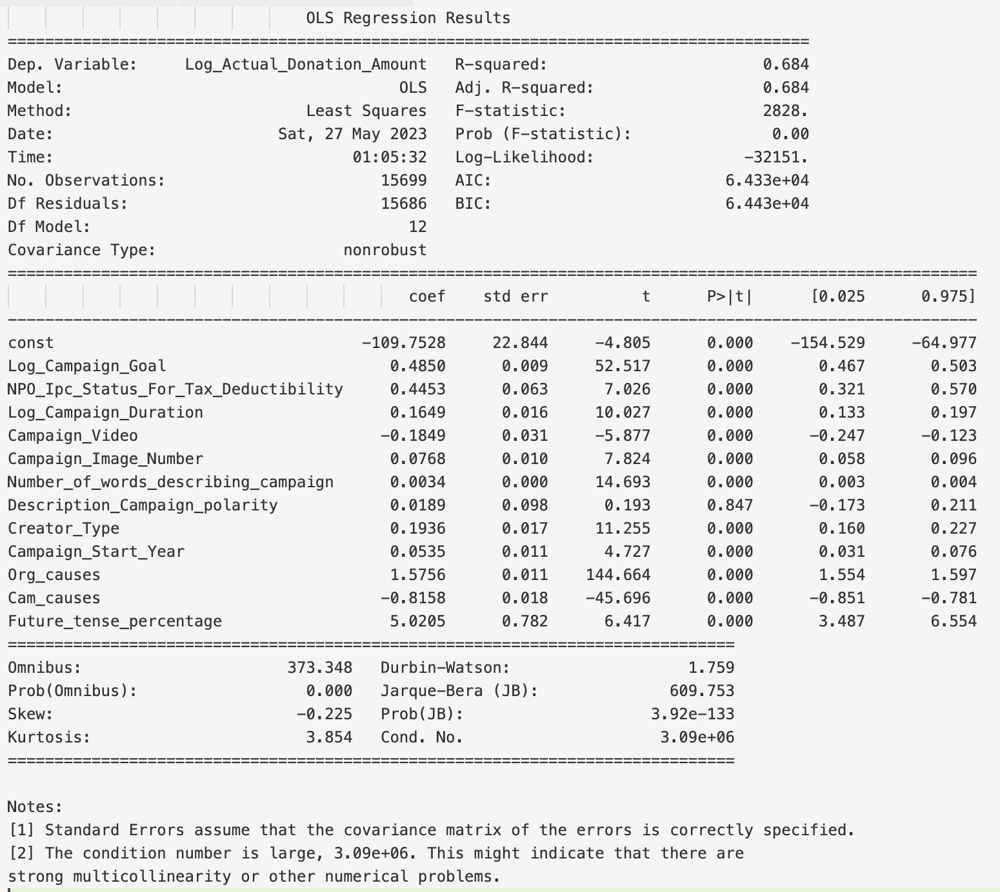 OLS Regression Results
==============================================================================
Dep. Variable: Log_Actual_Donation_Amount R-squared: 0.684
Model: OLS Adj. R-squared: 0.684
Method: Least Squares F-statistic: 2828.
Date: Sat, 27 May 2023 Prob (F-statistic): 0.00
Time: 01:05:32 Log-Likelihood: -32151.
No. Observations: 15699 AIC: 6.433e+04
Df Residuals: 15686 BIC: 6.443e+04
Df Model: 12
Covariance Type: nonrobust
==============================================================================
coef std err t P>|t| [0.025 0.975]
------------------------------------------------------------------------------
const -109.7528 22.844 -4.805 0.000 -154.529 -64.977
Log_Campaign_Goal 0.4850 0.009 52.517 0.000 0.467 0.503
NPO_Ipc_Status_For_Tax_Deductibility 0.4453 0.063 7.026 0.000 0.321 0.570
Log_Campaign_Duration 0.1649 0.016 10.027 0.000 0.133 0.197
Campaign_Video -0.1849 0.031 -5.877 0.000 -0.247 -0.123
Campaign_Image_Number 0.0768 0.010 7.824 0.000 0.058 0.096
Number_of_words_describing_campaign 0.0034 0.000 14.693 0.000 0.003 0.004
Description_Campaign_polarity 0.0189 0.098 0.193 0.847 -0.173 0.211
Creator_Type 0.1936 0.017 11.255 0.000 0.160 0.227
Campaign_Start_Year 0.0535 0.011 4.727 0.000 0.031 0.076
Org_causes 1.5756 0.011 144.664 0.000 1.554 1.597
Cam_causes -0.8158 0.018 -45.696 0.000 -0.851 -0.781
Future_tense_percentage 5.0205 0.782 6.417 0.000 3.487 6.554
==============================================================================
Omnibus: 373.348 Durbin-Watson: 1.759
Prob(Omnibus): 0.000 Jarque-Bera (JB): 609.753
Skew: -0.225 Prob(JB): 3.92e-133
Kurtosis: 3.854 Cond. No. 3.09e+06
==============================================================================
Notes:
[1] Standard Errors assume that the covariance matrix of the errors is correctly specified.
[2] The condition number is large, 3.09e+06. This might indicate that there are
strong multicollinearity or other numerical problems.